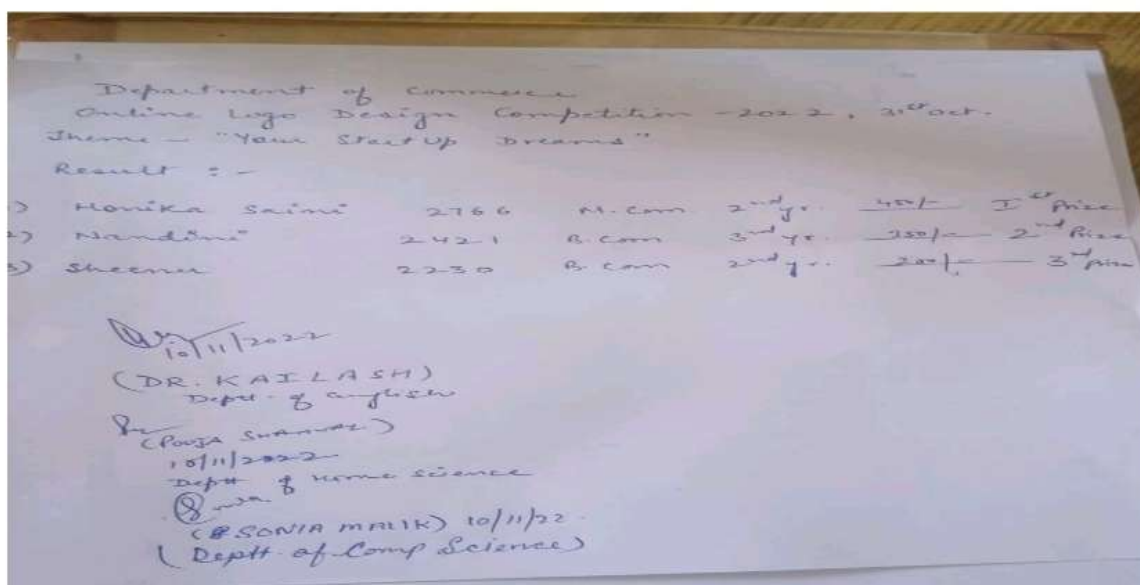 Department of Commerce
Online Logo Design Competition - 2022, 31st Oct.
Theme - "Your Start Up Dreams"
Result : -
Monika Saini 2766 M.Com 2nd yr. 450/- Ist Prize
2) Nandini 2421 B.Com 3rd yr. 350/- 2nd Prize
3) Sheenu 2230 B.Com 2nd yr. 200/- 3rd Prize
10/11/2022
(DR. KAILASH)
Deptt. of English
(POOJA
10/11/2022
Deptt of Home Science
(SONIA MALIK) 10/11/22
(Deptt. of Comp Science)